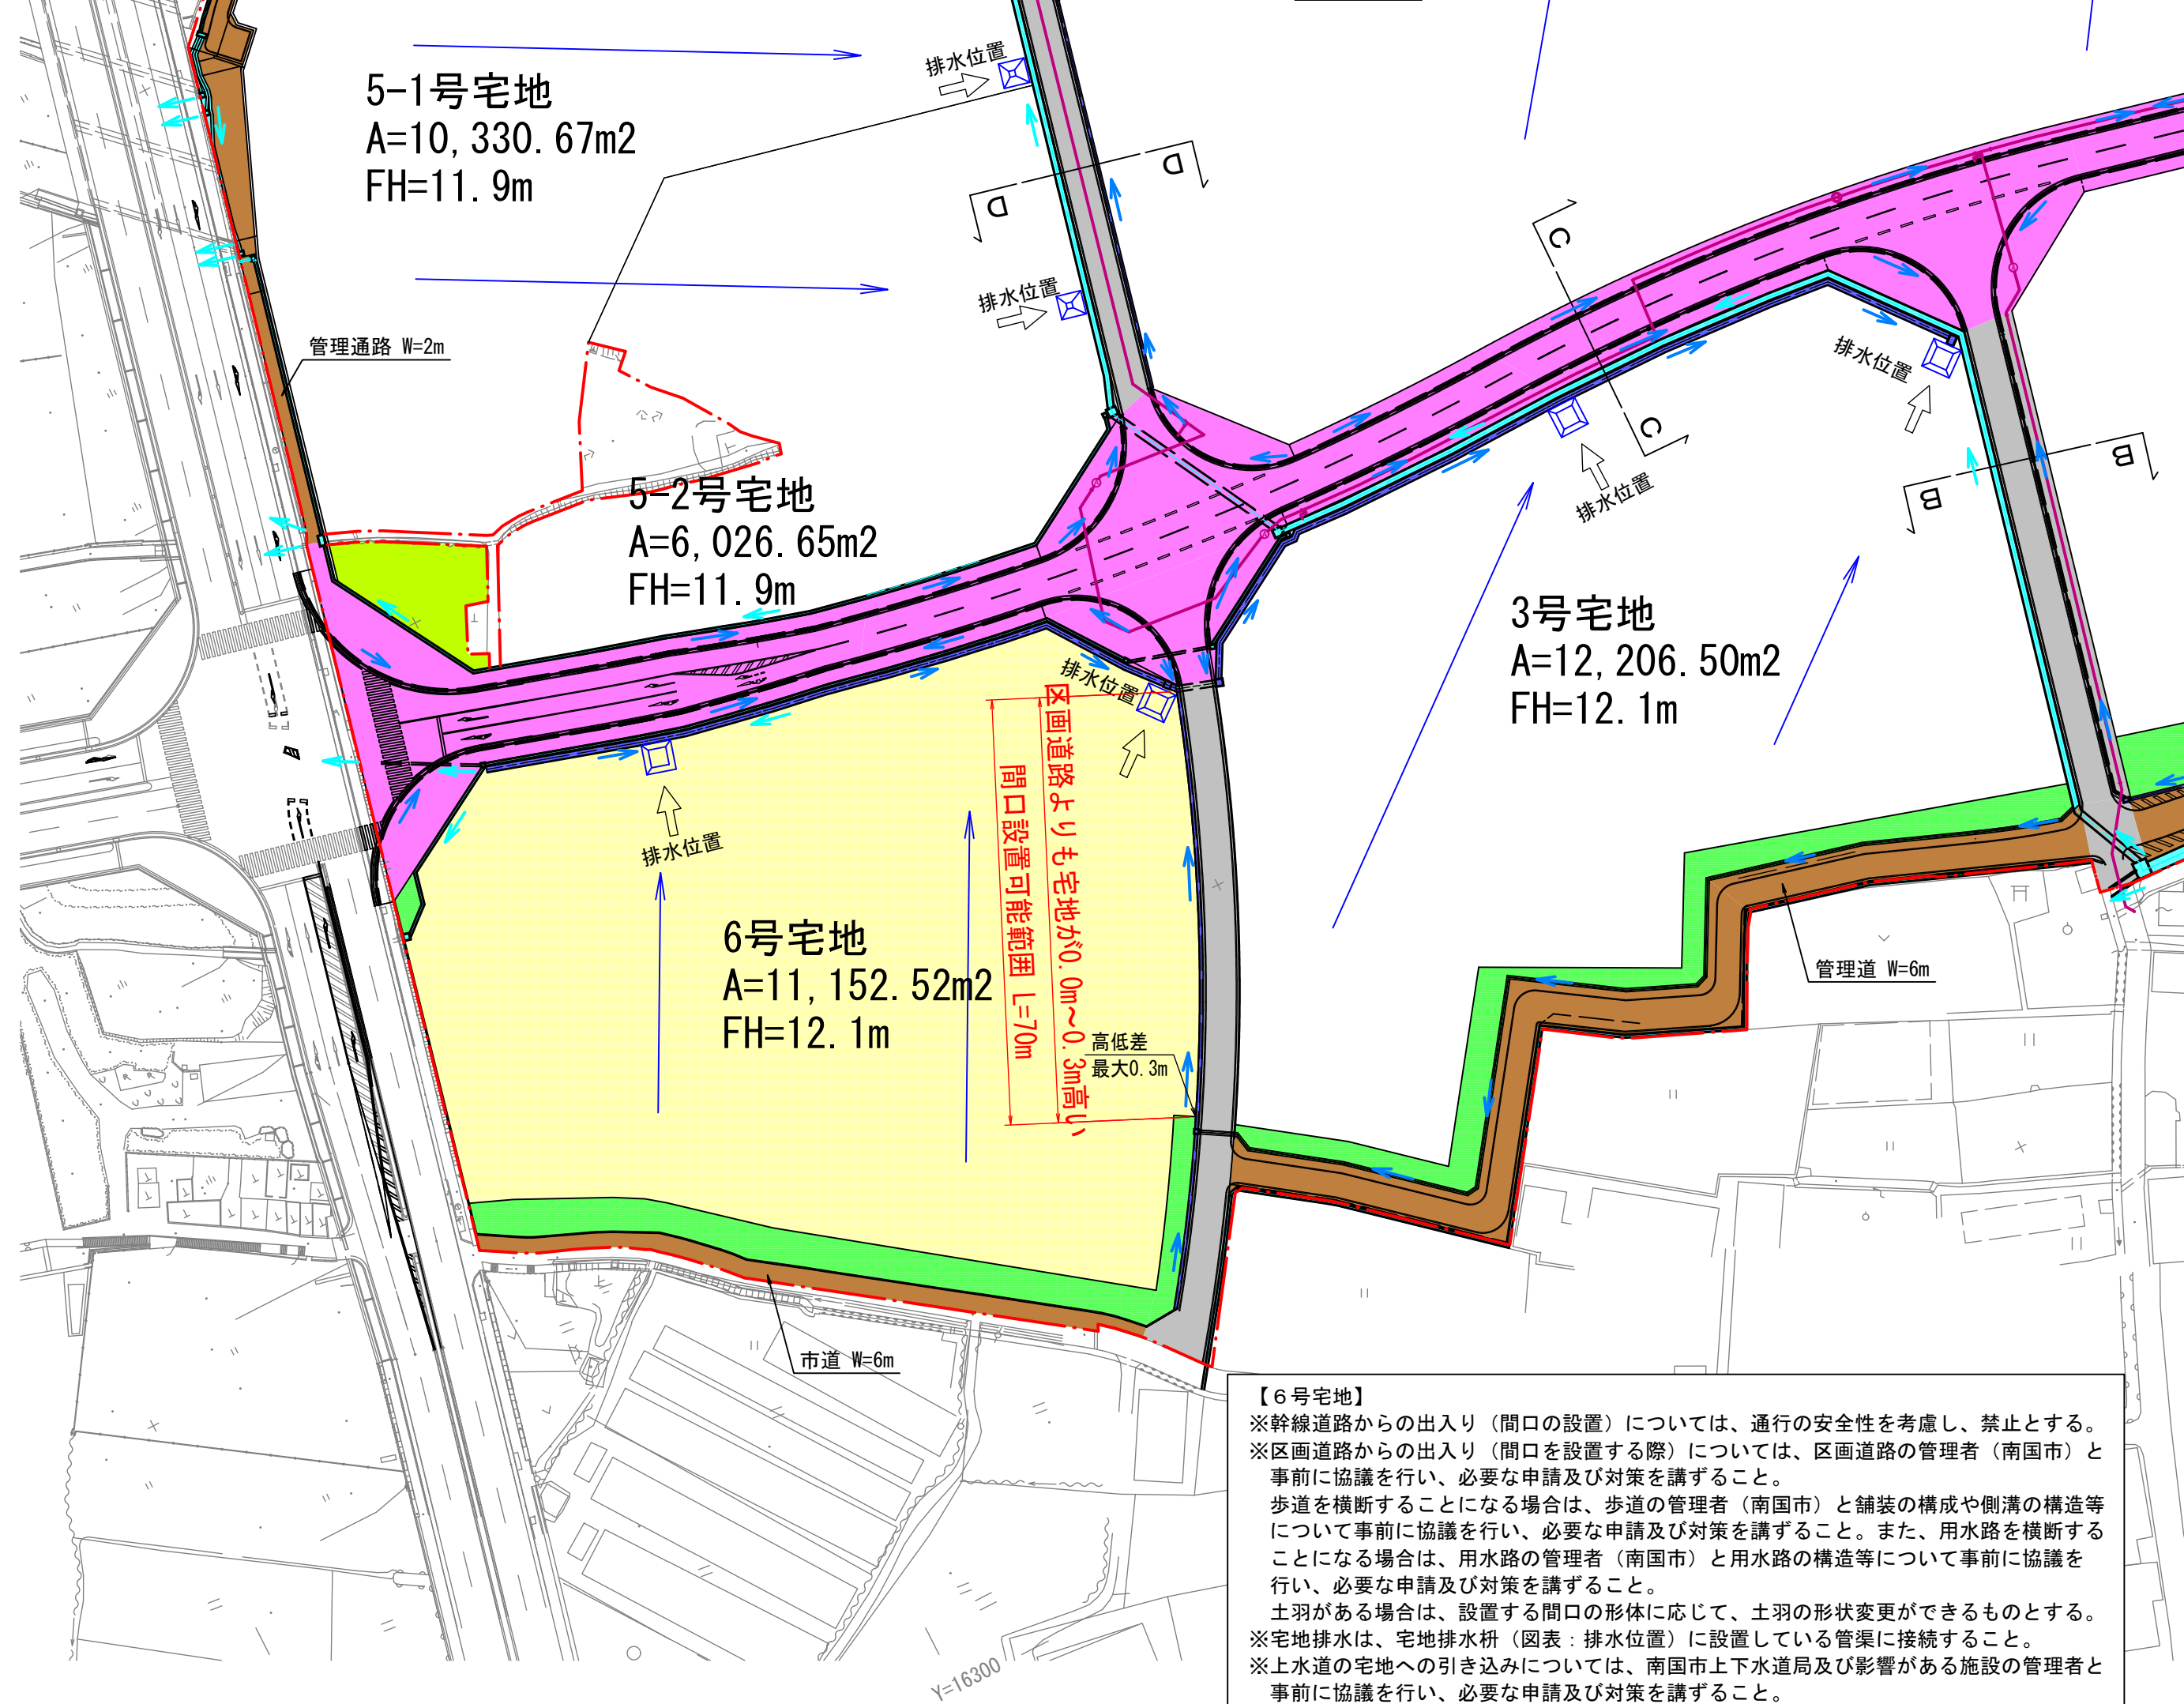 排水位置
5-1号宅地
A=10,330.67m2
FH=11.9m
D
D
排水位置
C
C
管理通路 W=2m
排水位置
排水位置
B
B
5-2号宅地
A=6,026.65m2
FH=11.9m
3号宅地
A=12,206.50m2
FH=12.1m
排水位置
区画道路よりも宅地が0.0m~0.3m高い
間口設置可能範囲 L=70m
排水位置
6号宅地
A=11,152.52m2
FH=12.1m
高低差
最大0.3m
管理道 W=6m
市道 W=6m
Y=16300
【6号宅地】
※幹線道路からの出入り（間口の設置）については、通行の安全性を考慮し、禁止とする。
※区画道路からの出入り（間口を設置する際）については、区画道路の管理者（南国市）と
事前に協議を行い、必要な申請及び対策を講ずること。
歩道を横断することになる場合は、歩道の管理者（南国市）と舗装の構成や側溝の構造等
について事前に協議を行い、必要な申請及び対策を講ずること。また、用水路を横断する
ことになる場合は、用水路の管理者（南国市）と用水路の構造等について事前に協議を
行い、必要な申請及び対策を講ずること。
土羽がある場合は、設置する間口の形体に応じて、土羽の形状変更ができるものとする。
※宅地排水は、宅地排水枡（図表：排水位置）に設置している管渠に接続すること。
※上水道の宅地への引き込みについては、南国市上下水道局及び影響がある施設の管理者と
事前に協議を行い、必要な申請及び対策を講ずること。